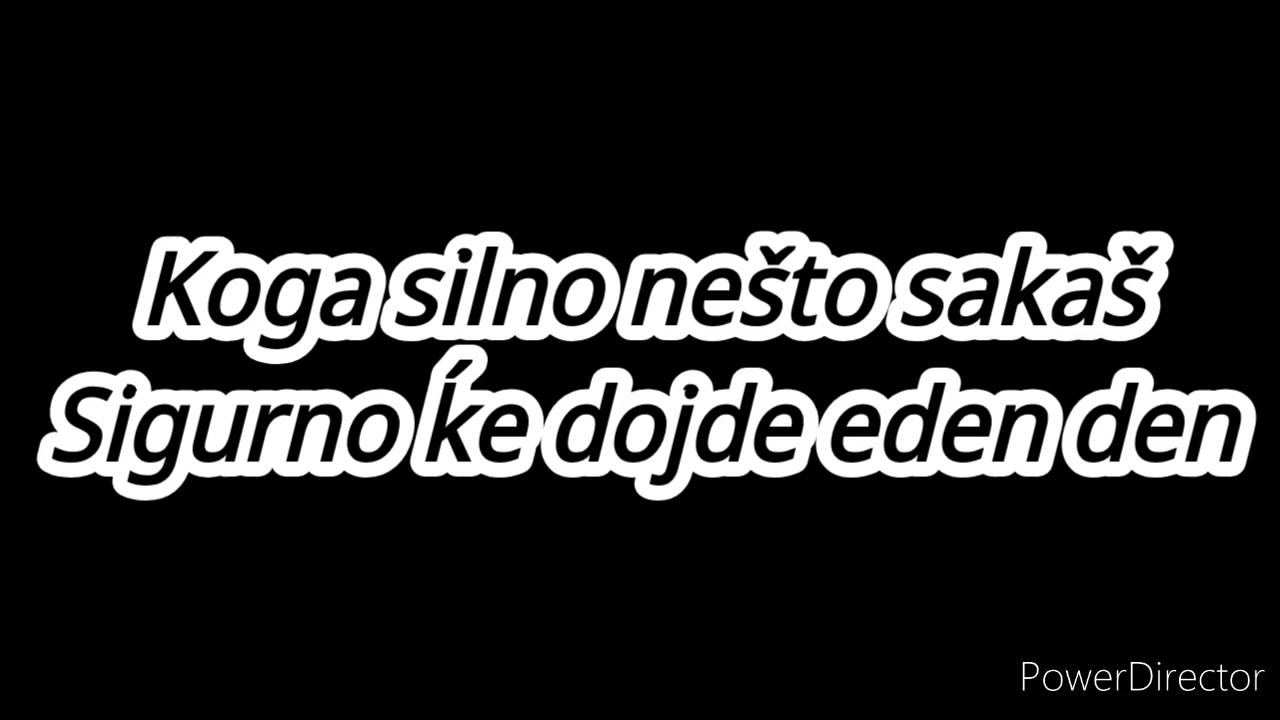 Koga silno nešto sakaš
Sigurno ḱe dojde eden den
PowerDirector